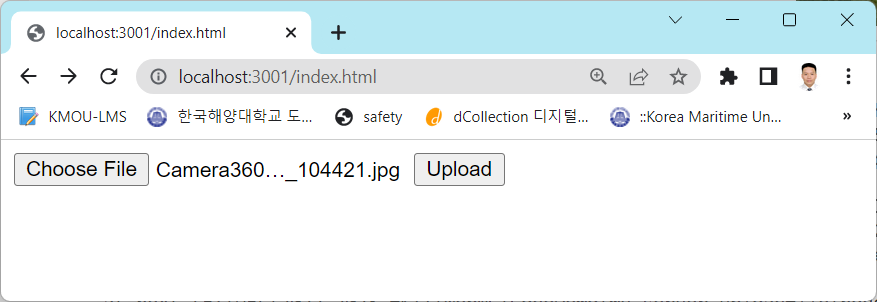 localhost:3001/index.html
localhost:3001/index.html
KMOU-LMS 한국해양대학교 도... safety dCollection 디지털... ::Korea Maritime Un... »
Choose File Camera360…_104421.jpg Upload